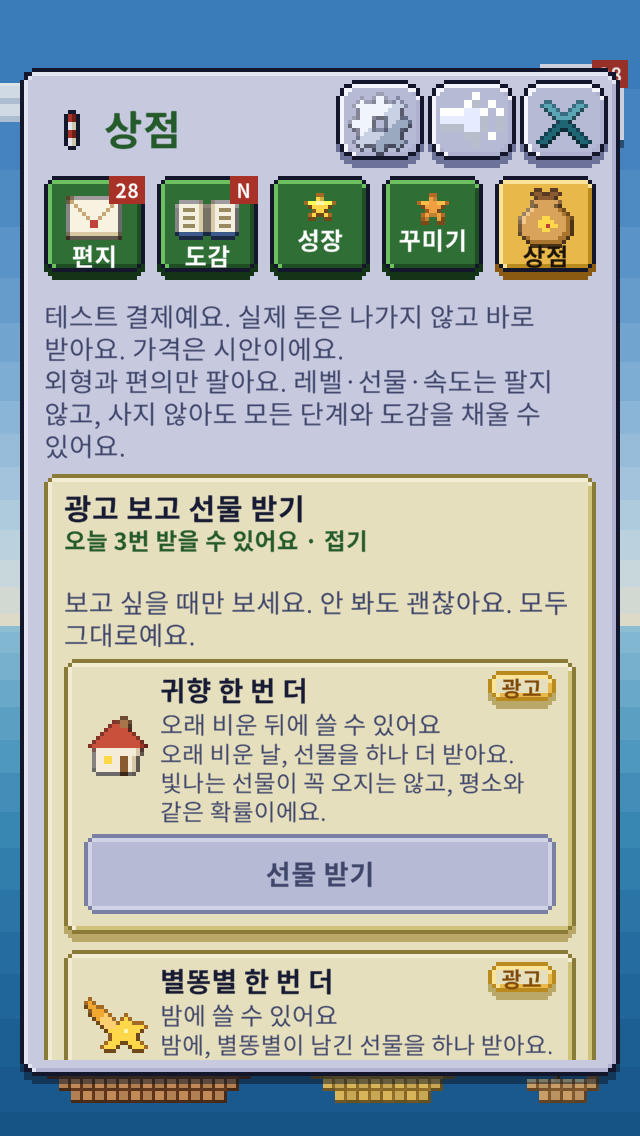 상점
28
N
편지
도감
성장
꾸미기
상점
테스트 결제예요. 실제 돈은 나가지 않고 바로
받아요. 가격은 시안이에요.
외형과 편의만 팔아요. 레벨·선물·속도는 팔지
않고, 사지 않아도 모든 단계와 도감을 채울 수
있어요.
광고 보고 선물 받기
오늘 3번 받을 수 있어요 · 접기
보고 싶을 때만 보세요. 안 봐도 괜찮아요. 모두
그대로예요.
귀향 한 번 더
광고
오래 비운 뒤에 쓸 수 있어요
오래 비운 날, 선물을 하나 더 받아요.
빛나는 선물이 꼭 오지는 않고, 평소와
같은 확률이에요.
선물 받기
별똥별 한 번 더
광고
밤에 쓸 수 있어요
밤에, 별똥별이 남긴 선물을 하나 받아요.